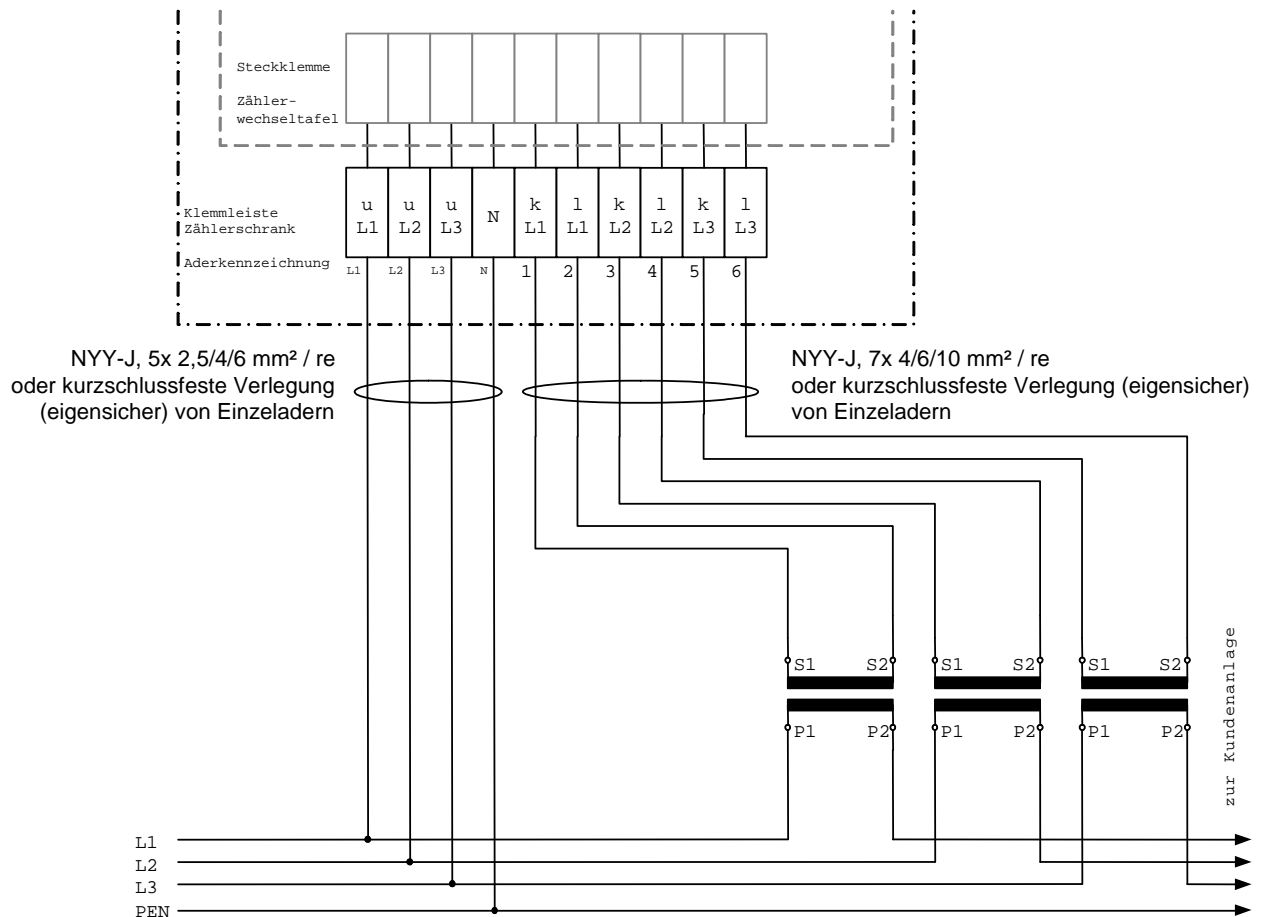 Steckklemme
Zähler-
wechseltafel
Klemmleiste
Zählerschrank
u u u N k l k l k l
L1 L2 L3 L1 L1 L2 L2 L3 L3
Aderkennzeichnung
L1 L2 L3 N 1 2 3 4 5 6
NYY-J, 5x 2,5/4/6 mm² / re
oder kurzschlussfeste Verlegung
(eigensicher) von Einzeladern
NYY-J, 7x 4/6/10 mm² / re
oder kurzschlussfeste Verlegung (eigensicher)
von Einzeladern
S1 S2 S1 S2 S1 S2
P1 P2 P1 P2 P1 P2
zur Kundenanlage
L1
L2
L3
PEN